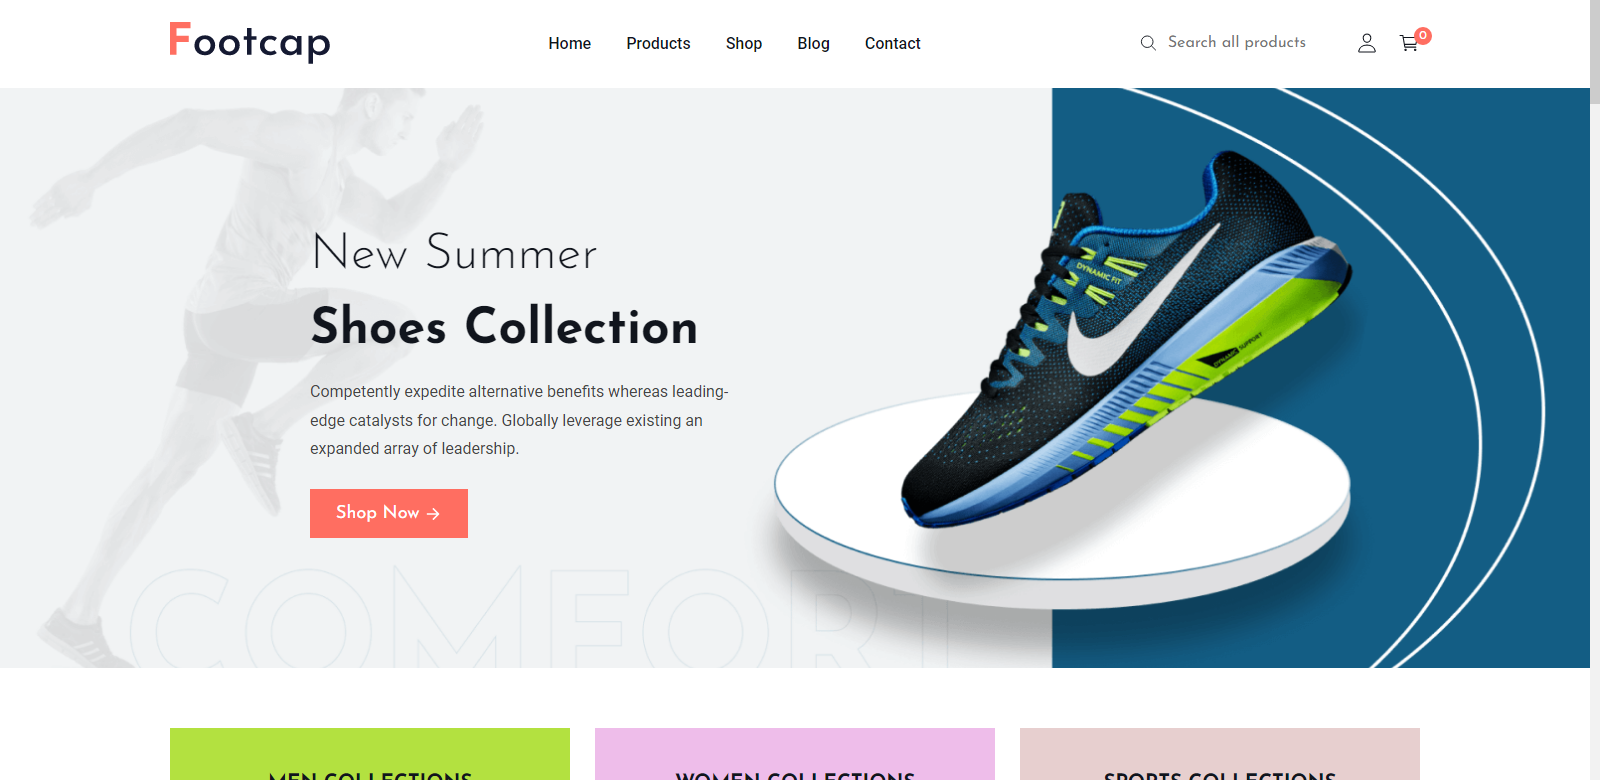 Footcap
Home Products Shop Blog Contact
Search all products
0
New Summer
Shoes Collection
Competently expedite alternative benefits whereas leading-
edge catalysts for change. Globally leverage existing an
expanded array of leadership.
Shop Now →
DYNAMIC FIT
DYNAMIC SUPPORT
COMFORT
MEN COLLECTIONS
WOMEN COLLECTIONS
SPORTS COLLECTIONS